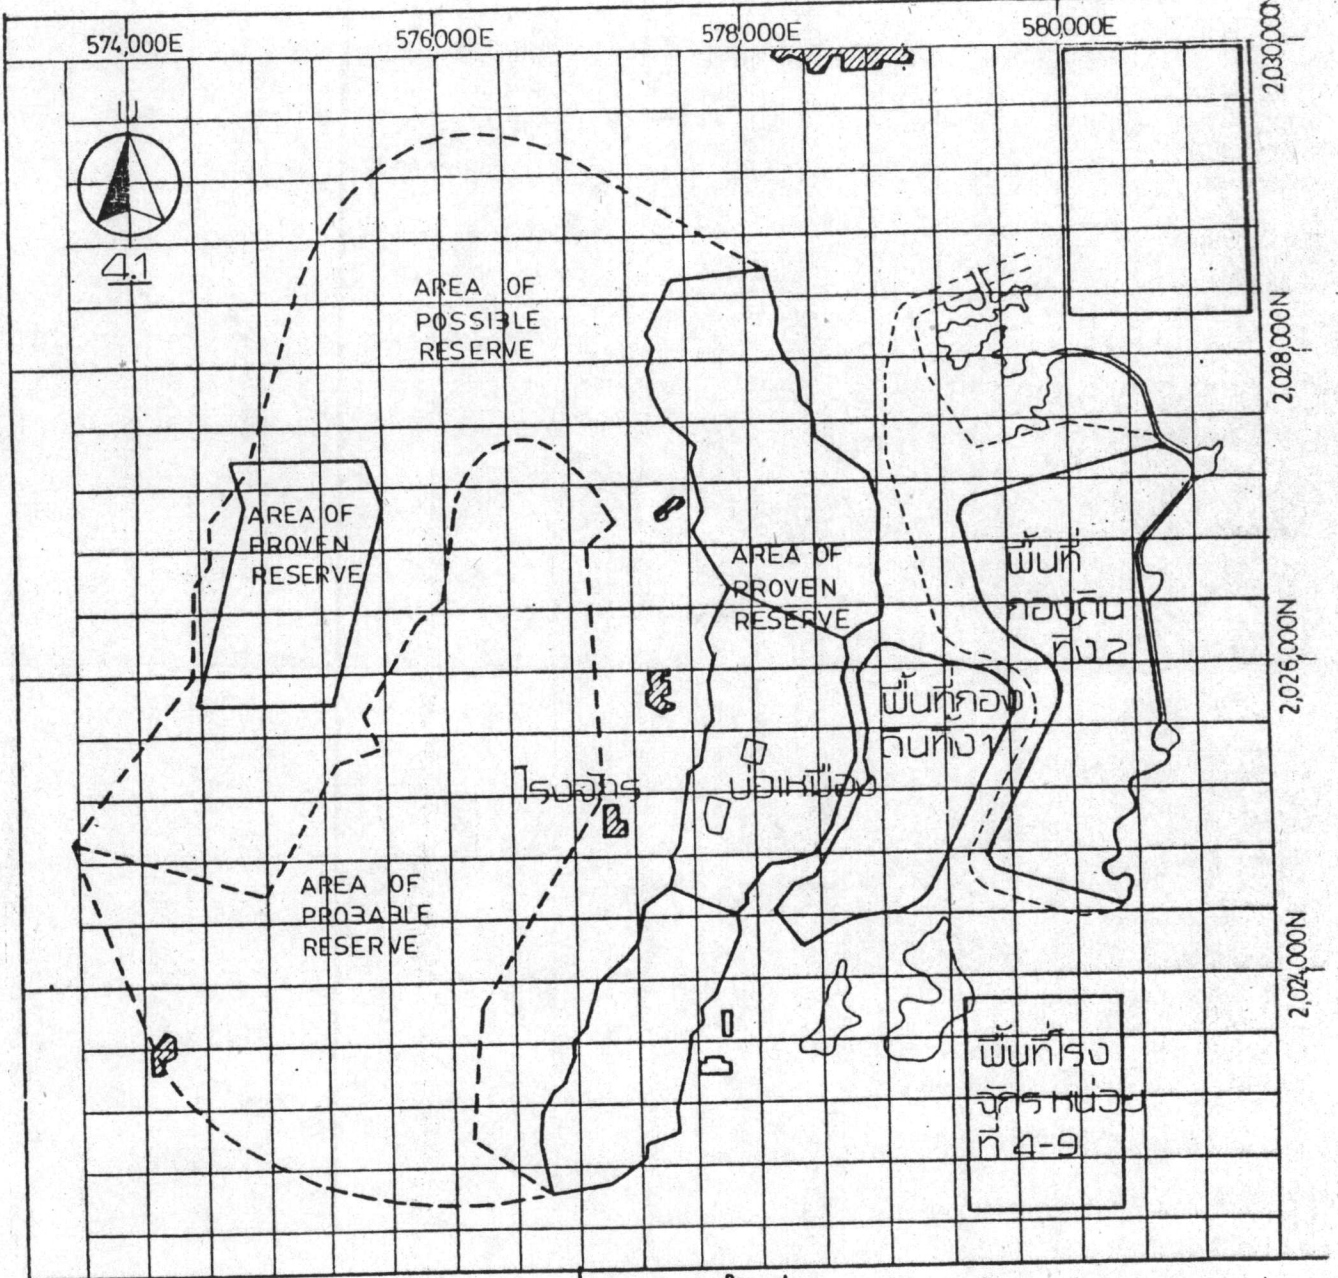 574,000E
576,000E
578,000E
580,000E
2,030,000N
น
4.1
AREA OF
POSSIBLE
RESERVE
2,028,000N
AREA OF
PROVEN
RESERVE
AREA OF
PROVEN
RESERVE
พื้นที่
กองดิน
ทิ้ง 2
2,026,000N
พื้นที่กอง
ดินทิ้ง 1
โรงจักร
บ่อเหมือง
AREA OF
PROBABLE
RESERVE
2,024,000N
พื้นที่โรง
จักร หน่วย
ที่ 4-9